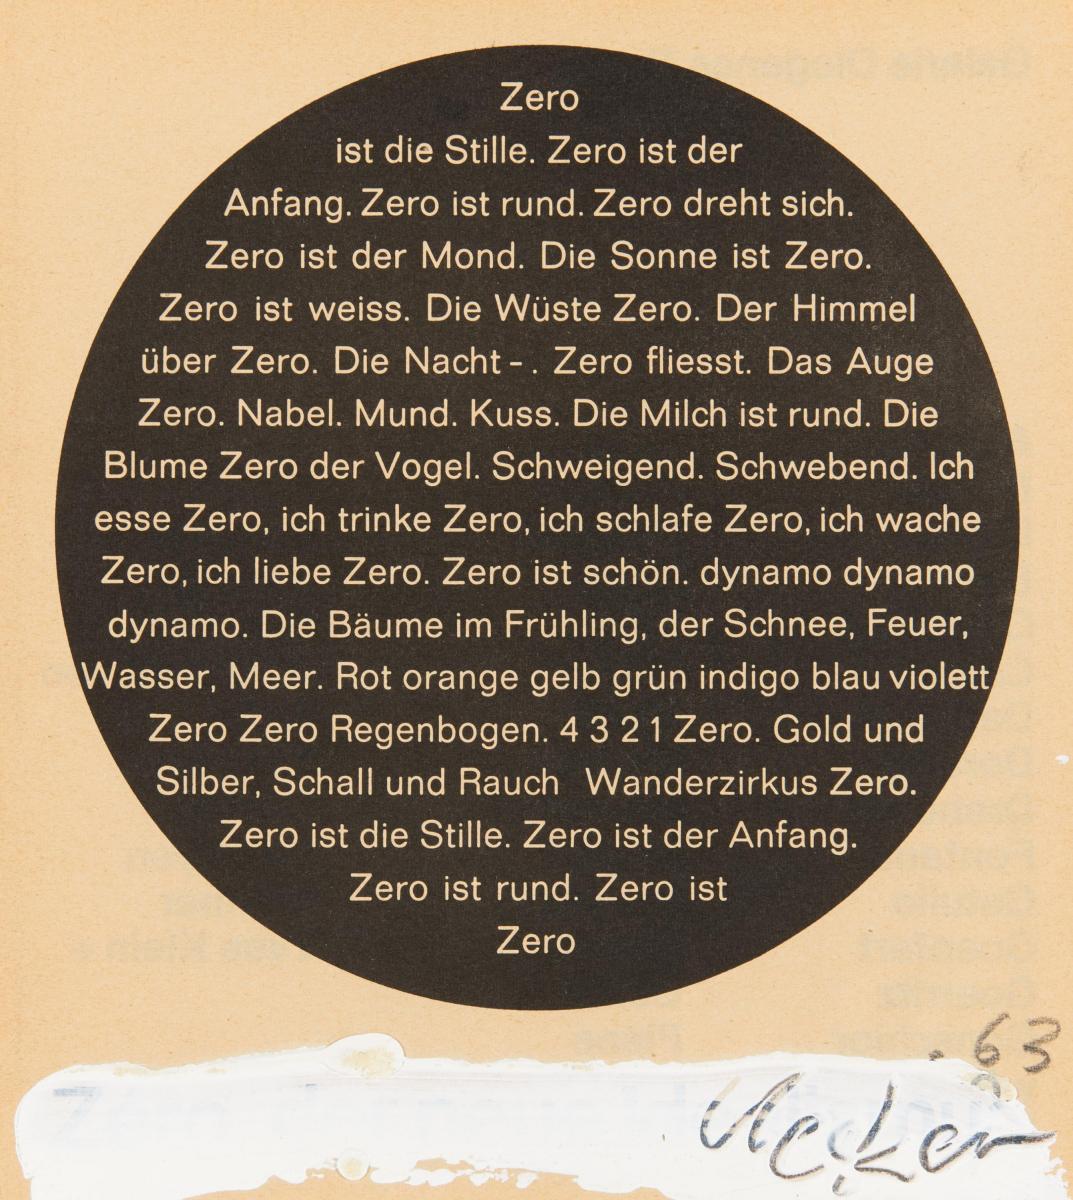 Zero
ist die Stille. Zero ist der
Anfang. Zero ist rund. Zero dreht sich.
Zero ist der Mond. Die Sonne ist Zero.
Zero ist weiss. Die Wüste Zero. Der Himmel
über Zero. Die Nacht - . Zero fliesst. Das Auge
Zero. Nabel. Mund. Kuss. Die Milch ist rund. Die
Blume Zero der Vogel. Schweigend. Schwebend. Ich
esse Zero, ich trinke Zero, ich schlafe Zero, ich wache
Zero, ich liebe Zero. Zero ist schön. dynamo dynamo
dynamo. Die Bäume im Frühling, der Schnee, Feuer,
Wasser, Meer. Rot orange gelb grün indigo blau violett
Zero Zero Regenbogen. 4 3 2 1 Zero. Gold und
Silber, Schall und Rauch Wanderzirkus Zero.
Zero ist die Stille. Zero ist der Anfang.
Zero ist rund. Zero ist
Zero
.63
Uecker